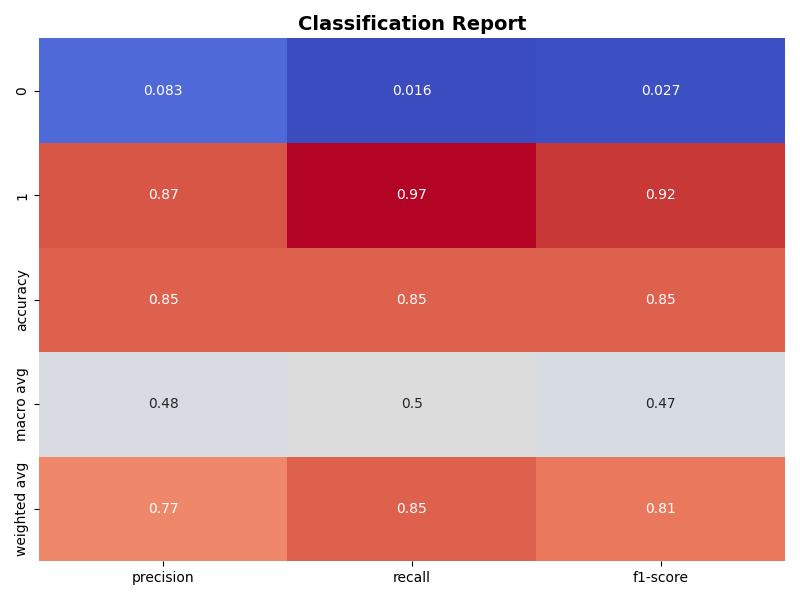 Classification Report
0 0.083 0.016 0.027
1 0.87 0.97 0.92
accuracy 0.85 0.85 0.85
macro avg 0.48 0.5 0.47
weighted avg 0.77 0.85 0.81
precision recall f1-score